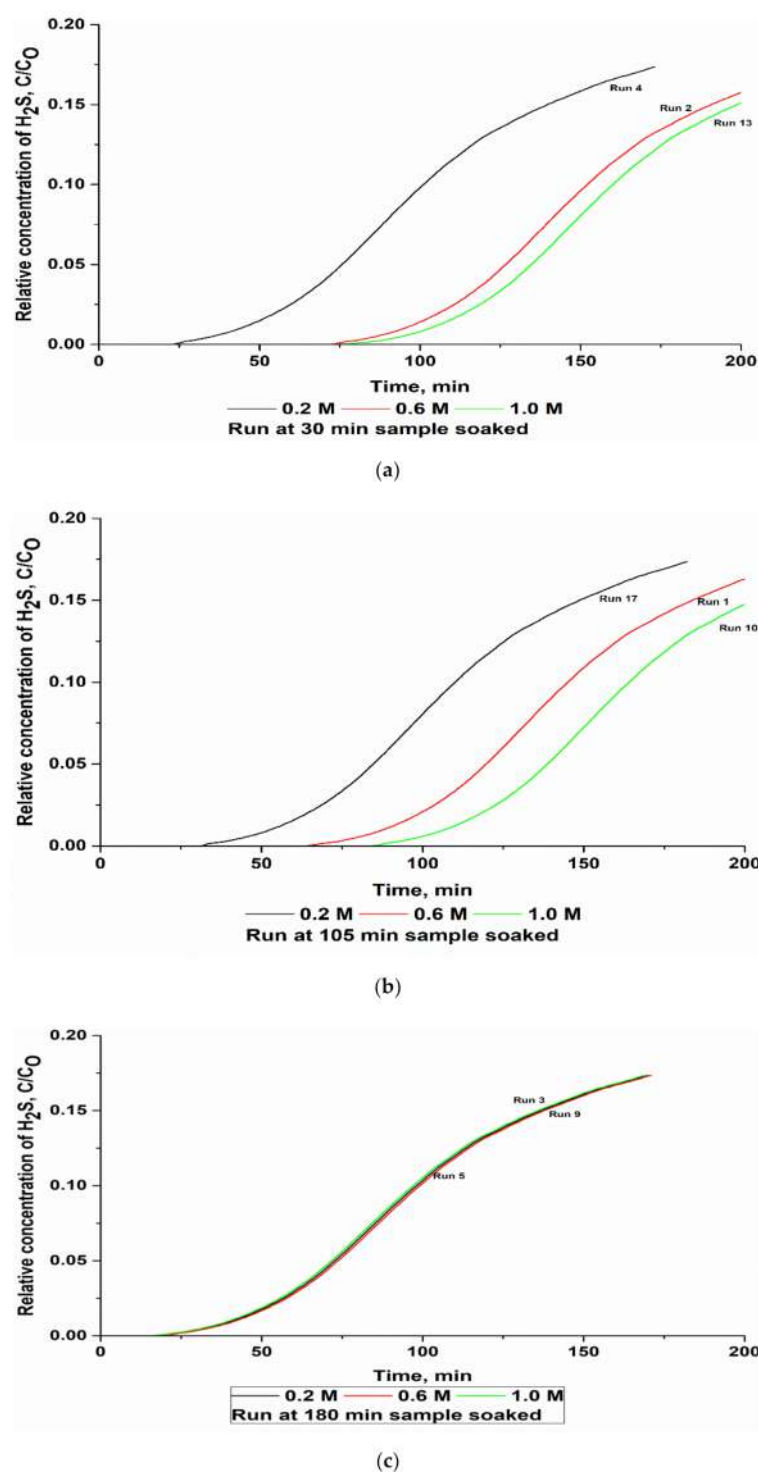 0.20
Relative concentration of H2S, C/CO
0.15
0.10
0.05
0.00
Run 4
Run 2
Run 13
0 50 100 150 200
Time, min
0.2 M 0.6 M 1.0 M
Run at 30 min sample soaked
(a)
0.20
Relative concentration of H2S, C/CO
0.15
0.10
0.05
0.00
Run 17
Run 1
Run 10
0 50 100 150 200
Time, min
0.2 M 0.6 M 1.0 M
Run at 105 min sample soaked
(b)
0.20
Relative concentration of H2S, C/CO
0.15
0.10
0.05
0.00
Run 3
Run 9
Run 5
0 50 100 150 200
Time, min
0.2 M 0.6 M 1.0 M
Run at 180 min sample soaked
(c)